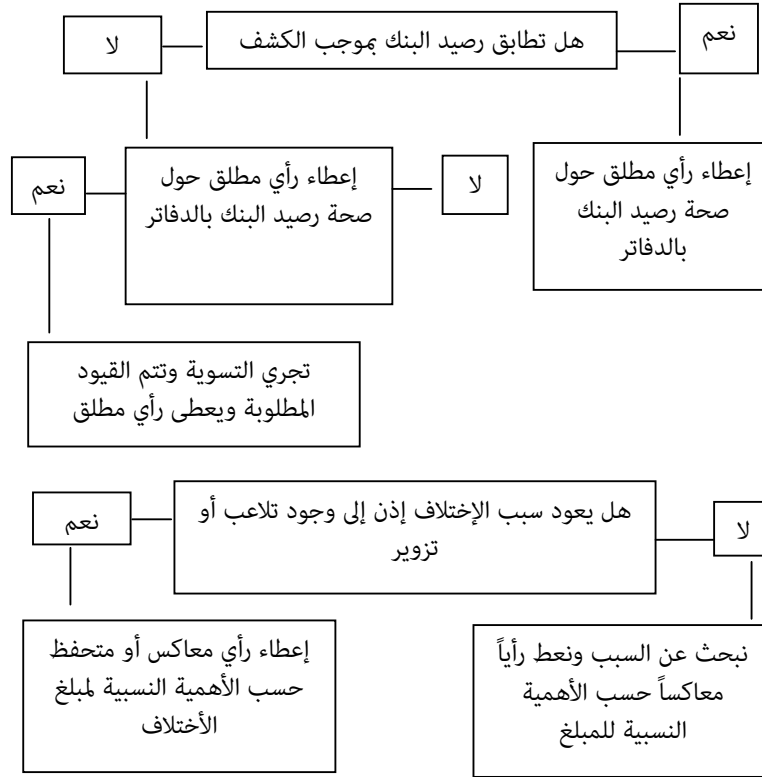 نعم
هل تطابق رصيد البنك بموجب الكشف
لا
إعطاء رأي مطلق حول
صحة رصيد البنك
بالدفاتر
لا
إعطاء رأي مطلق حول
صحة رصيد البنك بالدفاتر
نعم
تجري التسوية وتتم القيود
المطلوبة ويعطى رأي مطلق
هل يعود سبب الإختلاف إذن إلى وجود تلاعب أو
تزوير
نعم
لا
إعطاء رأي معاكس أو متحفظ
حسب الأهمية النسبية لمبلغ
الأختلاف
نبحث عن السبب ونعط رأياً
معاكساً حسب الأهمية
النسبية للمبلغ